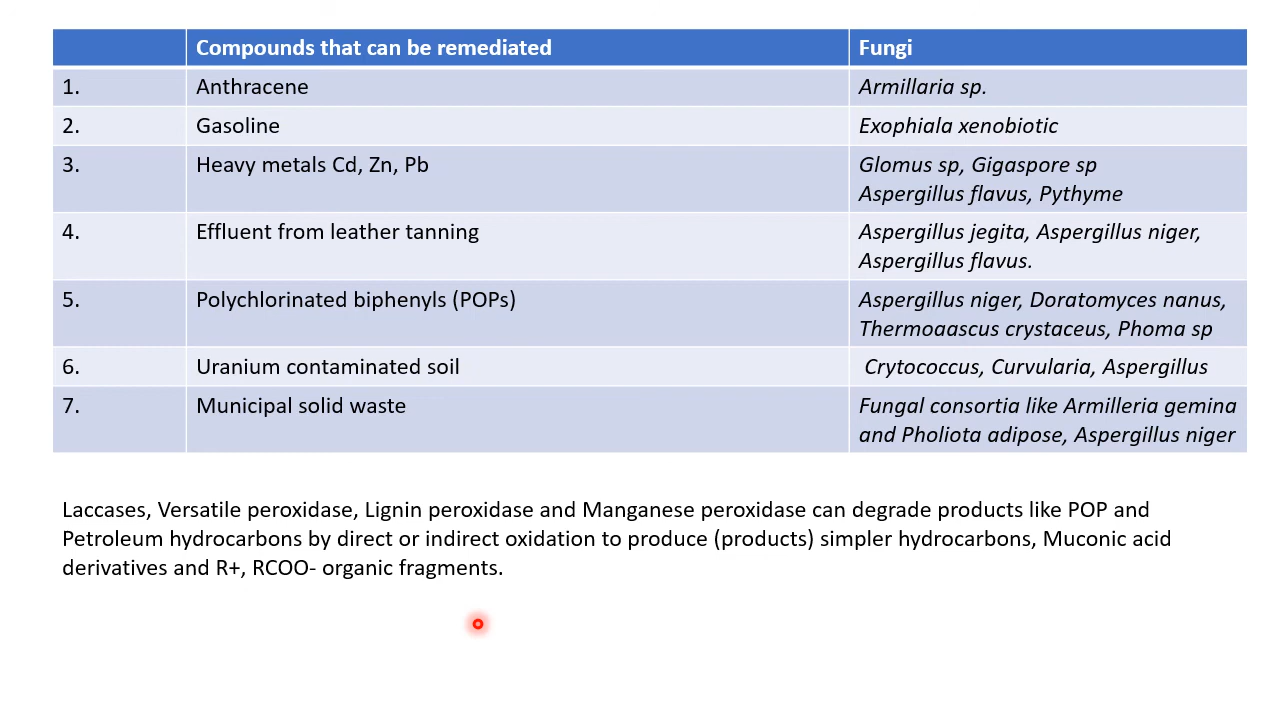 Compounds that can be remediated
Fungi
1.
Anthracene
Armillaria sp.
2.
Gasoline
Exophiala xenobiotic
3.
Heavy metals Cd, Zn, Pb
Glomus sp, Gigaspore sp
Aspergillus flavus, Pythyme
4.
Effluent from leather tanning
Aspergillus jegita, Aspergillus niger,
Aspergillus flavus.
5.
Polychlorinated biphenyls (POPs)
Aspergillus niger, Doratomyces nanus,
Thermoaascus crystaceus, Phoma sp
6.
Uranium contaminated soil
Crytococcus, Curvularia, Aspergillus
7.
Municipal solid waste
Fungal consortia like Armilleria gemina
and Pholiota adipose, Aspergillus niger
Laccases, Versatile peroxidase, Lignin peroxidase and Manganese peroxidase can degrade products like POP and
Petroleum hydrocarbons by direct or indirect oxidation to produce (products) simpler hydrocarbons, Muconic acid
derivatives and R+, RCOO- organic fragments.